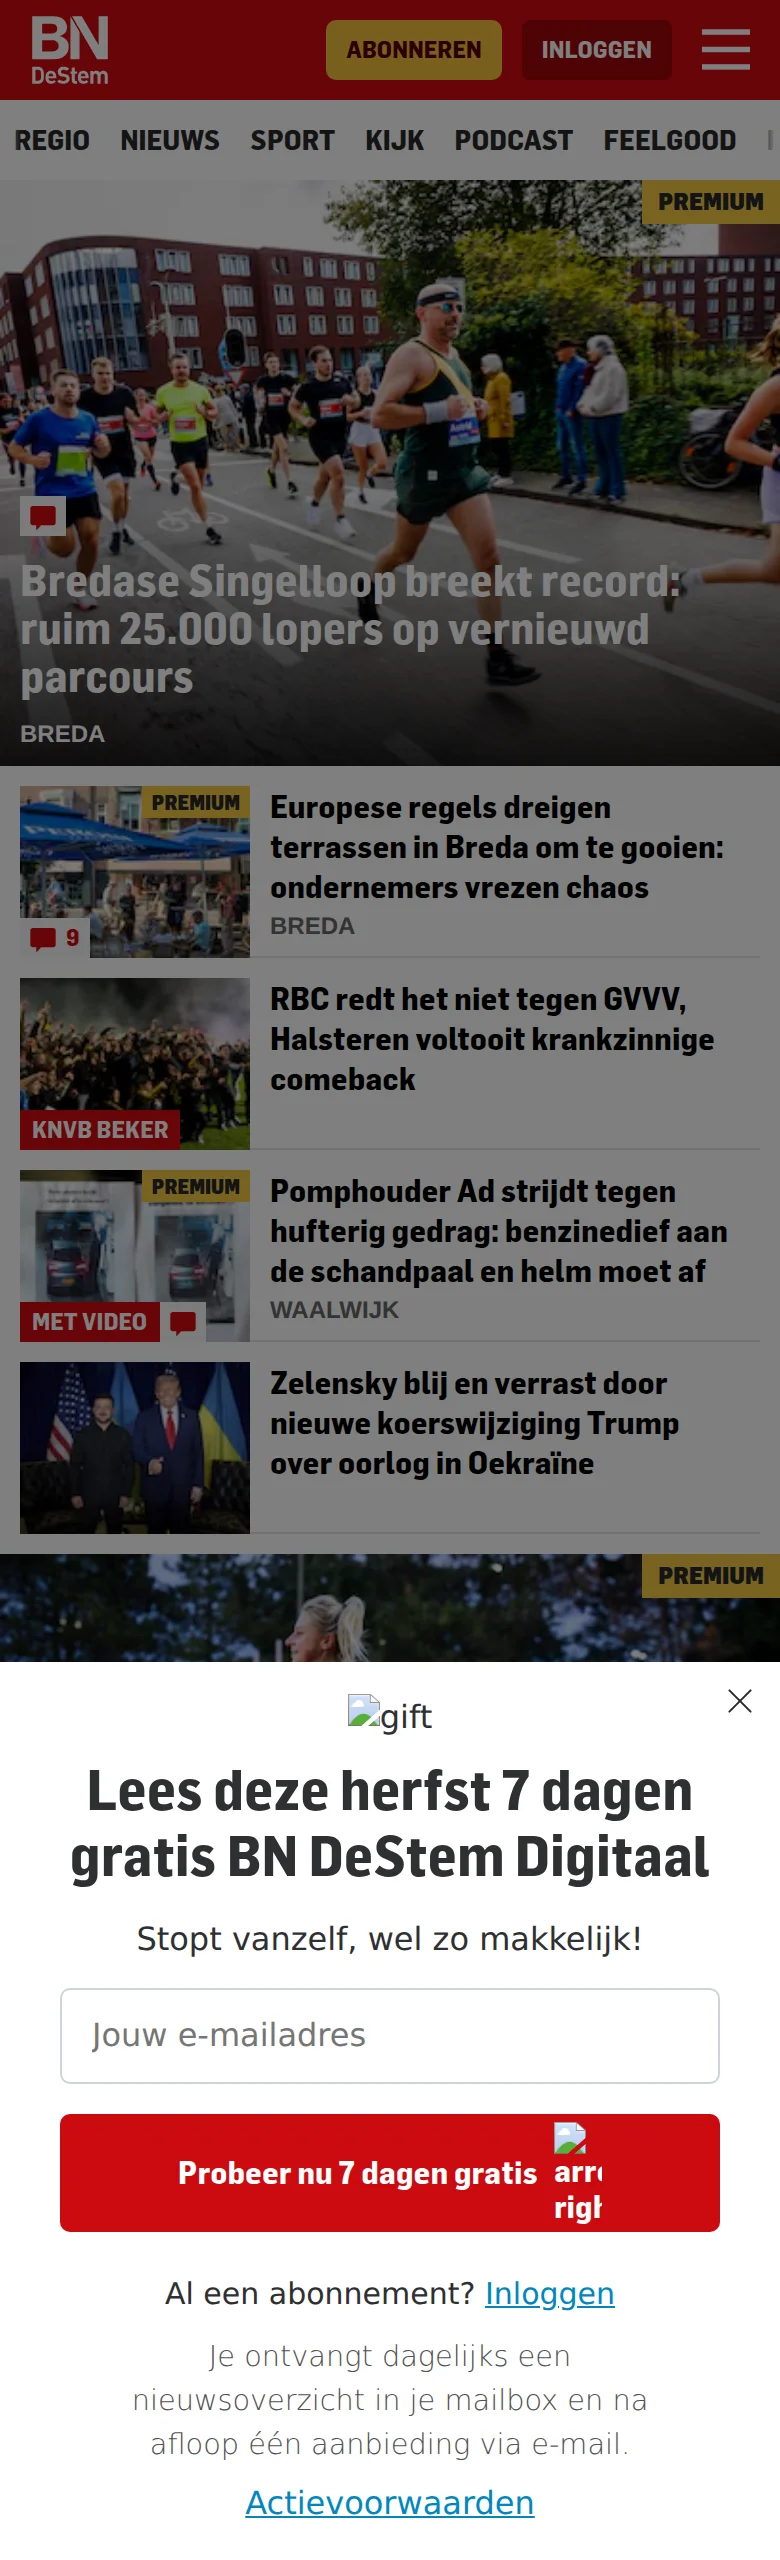 BN
DeStem
ABONNEREN
INLOGGEN
REGIO NIEUWS SPORT KIJK PODCAST FEELGOOD
PREMIUM
Bredase Singelloop breekt record:
ruim 25.000 lopers op vernieuwd
parcours
BREDA
PREMIUM
9
Europese regels dreigen
terrassen in Breda om te gooien:
ondernemers vrezen chaos
BREDA
KNVB BEKER
RBC redt het niet tegen GVVV,
Halsteren voltooit krankzinnige
comeback
PREMIUM
MET VIDEO
Pomphouder Ad strijdt tegen
hufterig gedrag: benzinedief aan
de schandpaal en helm moet af
WAALWIJK
Zelensky blij en verrast door
nieuwe koerswijziging Trump
over oorlog in Oekraïne
PREMIUM
gift
Lees deze herfst 7 dagen
gratis BN DeStem Digitaal
Stopt vanzelf, wel zo makkelijk!
Jouw e-mailadres
Probeer nu 7 dagen gratis
Al een abonnement? Inloggen
Je ontvangt dagelijks een
nieuwsoverzicht in je mailbox en na
afloop één aanbieding via e-mail.
Actievoorwaarden